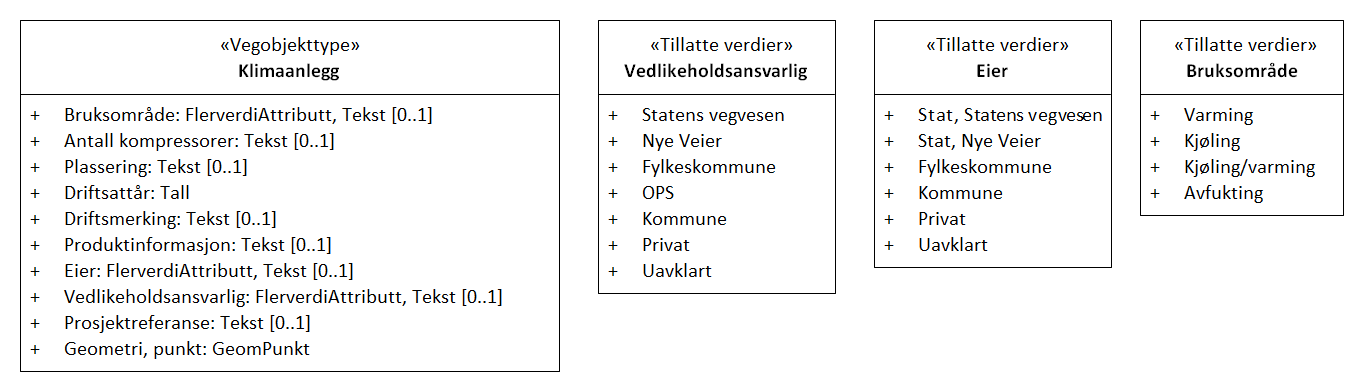 «Vegobjekttype»
Klimaanlegg
+ Bruksområde: FlerverdiAttributt, Tekst [0..1]
+ Antall kompressorer: Tekst [0..1]
+ Plassering: Tekst [0..1]
+ Driftsattår: Tall
+ Driftsmerking: Tekst [0..1]
+ Produktinformasjon: Tekst [0..1]
+ Eier: FlerverdiAttributt, Tekst [0..1]
+ Vedlikeholdsansvarlig: FlerverdiAttributt, Tekst [0..1]
+ Prosjektreferanse: Tekst [0..1]
+ Geometri, punkt: GeomPunkt
«Tillatte verdier»
Vedlikeholdsansvarlig
+ Statens vegvesen
+ Nye Veier
+ Fylkeskommune
+ OPS
+ Kommune
+ Privat
+ Uavklart
«Tillatte verdier»
Eier
+ Stat, Statens vegvesen
+ Stat, Nye Veier
+ Fylkeskommune
+ Kommune
+ Privat
+ Uavklart
«Tillatte verdier»
Bruksområde
+ Varming
+ Kjøling
+ Kjøling/varming
+ Avfukting